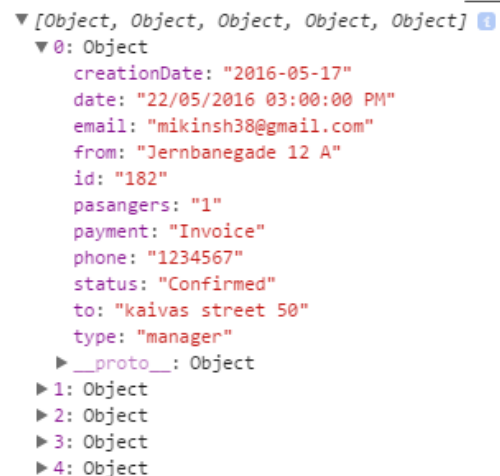 ▼[Object, Object, Object, Object, Object] i
▼0: Object
creationDate: "2016-05-17"
date: "22/05/2016 03:00:00 PM"
email: "mikinsh38@gmail.com"
from: "Jernbanegade 12 A"
id: "182"
pasangers: "1"
payment: "Invoice"
phone: "1234567"
status: "Confirmed"
to: "kaivas street 50"
type: "manager"
▶__proto__: Object
▶1: Object
▶2: Object
▶3: Object
▶4: Object